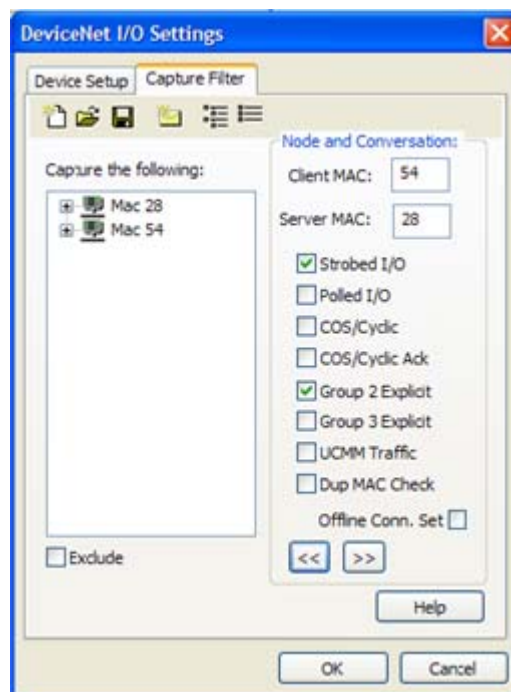 DeviceNet I/O Settings
Device Setup
Capture Filter
Capture the following:
Mac 28
Mac 54
Exclude
Node and Conversation:
Client MAC: 54
Server MAC: 28
Strobed I/O
Polled I/O
COS/Cyclic
COS/Cyclic Ack
Group 2 Explicit
Group 3 Explicit
UCMM Traffic
Dup MAC Check
Offline Conn. Set
<< >>
Help
OK
Cancel